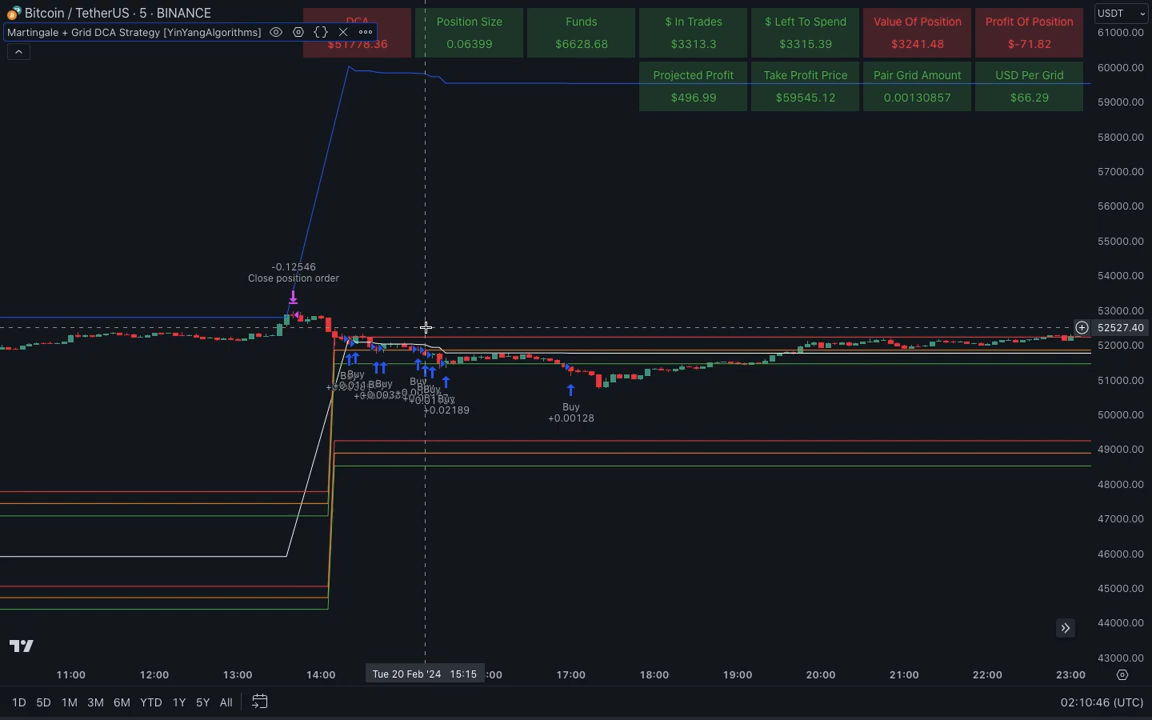 Bitcoin / TetherUS · 5 · BINANCE
Martingale + Grid DCA Strategy [YinYangAlgorithms]
DCA
$51778.36
Position Size
0.06399
Funds
$6628.68
$ In Trades
$3313.3
$ Left To Spend
$3315.39
Value Of Position
$3241.48
Profit Of Position
$-71.82
Projected Profit
$496.99
Take Profit Price
$59545.12
Pair Grid Amount
0.00130857
USD Per Grid
$66.29
USDT
61000.00
60000.00
59000.00
58000.00
57000.00
56000.00
55000.00
54000.00
53000.00
52527.40
52000.00
51000.00
50000.00
49000.00
48000.00
47000.00
46000.00
45000.00
44000.00
43000.00
-0.12546
Close position order
Buy
Buy
Buy
+0.02189
Buy
+0.00128
11:00
12:00
13:00
14:00
Tue 20 Feb '24 15:15
:00
17:00
18:00
19:00
20:00
21:00
22:00
23:00
1D 5D 1M 3M 6M YTD 1Y 5Y All
02:10:46 (UTC)